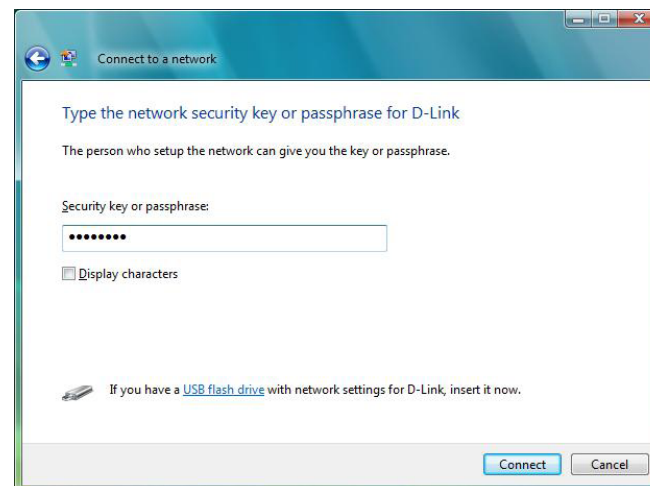 Connect to a network
Type the network security key or passphrase for D-Link
The person who setup the network can give you the key or passphrase.
Security key or passphrase:
••••••••
Display characters
If you have a USB flash drive with network settings for D-Link, insert it now.
Connect Cancel